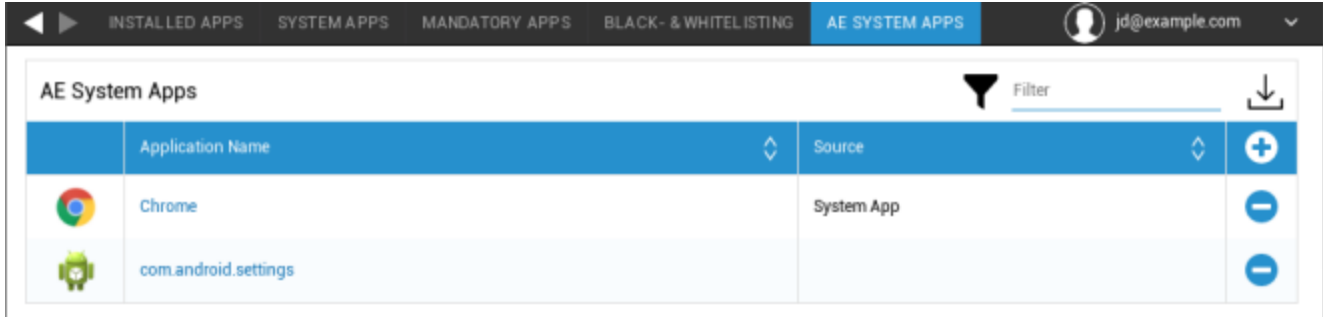 INSTALLED APPS SYSTEM APPS MANDATORY APPS BLACK- & WHITELISTING AE SYSTEM APPS jd@example.com
AE System Apps Filter
Application Name Source
Chrome System App
com.android.settings